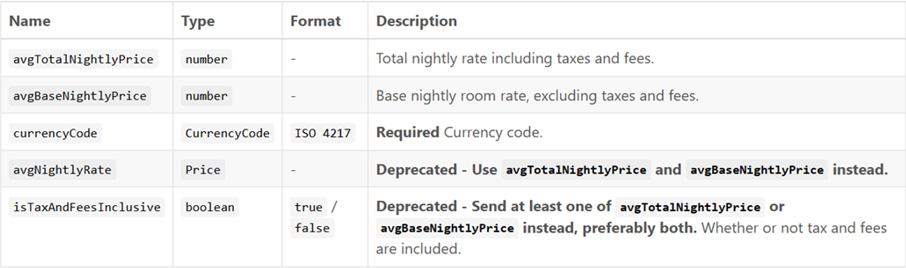 Name Type Format Description
avgTotalNightlyPrice number - Total nightly rate including taxes and fees.
avgBaseNightlyPrice number - Base nightly room rate, excluding taxes and fees.
currencyCode CurrencyCode ISO 4217 Required Currency code.
avgNightlyRate Price - Deprecated - Use avgTotalNightlyPrice and avgBaseNightlyPrice instead.
isTaxAndFeesInclusive boolean true / Deprecated - Send at least one of avgTotalNightlyPrice or
false avgBaseNightlyPrice instead, preferably both. Whether or not tax and fees
are included.